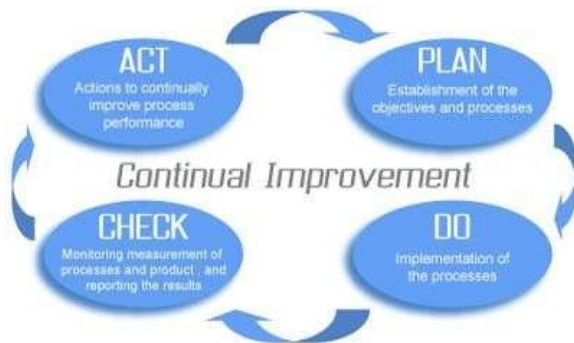 ACT
Actions to continually
improve process
performance
PLAN
Establishment of the
objectives and processes
Continual Improvement
CHECK
Monitoring measurement of
processes and product , and
reporting the results
DO
Implementation of
the processes